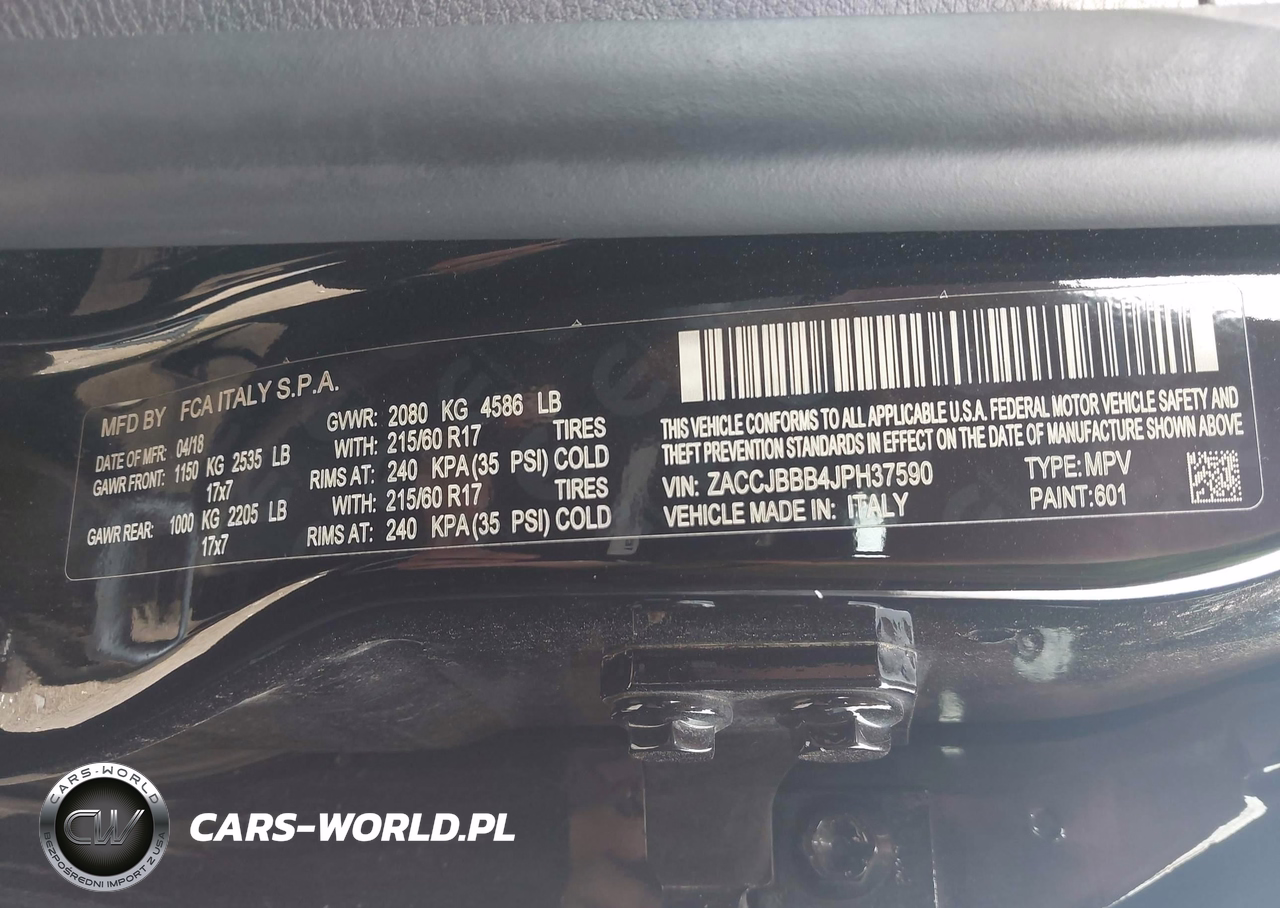 MFD BY FCA ITALY S.P.A.
DATE OF MFR: 04/18
GVWR: 2080 KG 4586 LB
GAWR FRONT: 1150 KG 2535 LB
WITH: 215/60 R17 TIRES
17x7
RIMS AT: 240 KPA(35 PSI) COLD
GAWR REAR: 1000 KG 2205 LB
WITH: 215/60 R17 TIRES
17x7
RIMS AT: 240 KPA(35 PSI) COLD
THIS VEHICLE CONFORMS TO ALL APPLICABLE U.S.A. FEDERAL MOTOR VEHICLE SAFETY AND
THEFT PREVENTION STANDARDS IN EFFECT ON THE DATE OF MANUFACTURE SHOWN ABOVE
VIN: ZACCJBBB4JPH37590 TYPE: MPV
VEHICLE MADE IN: ITALY PAINT: 601
CARS-WORLD
CW
BEZPOŚREDNI IMPORT Z USA
CARS-WORLD.PL